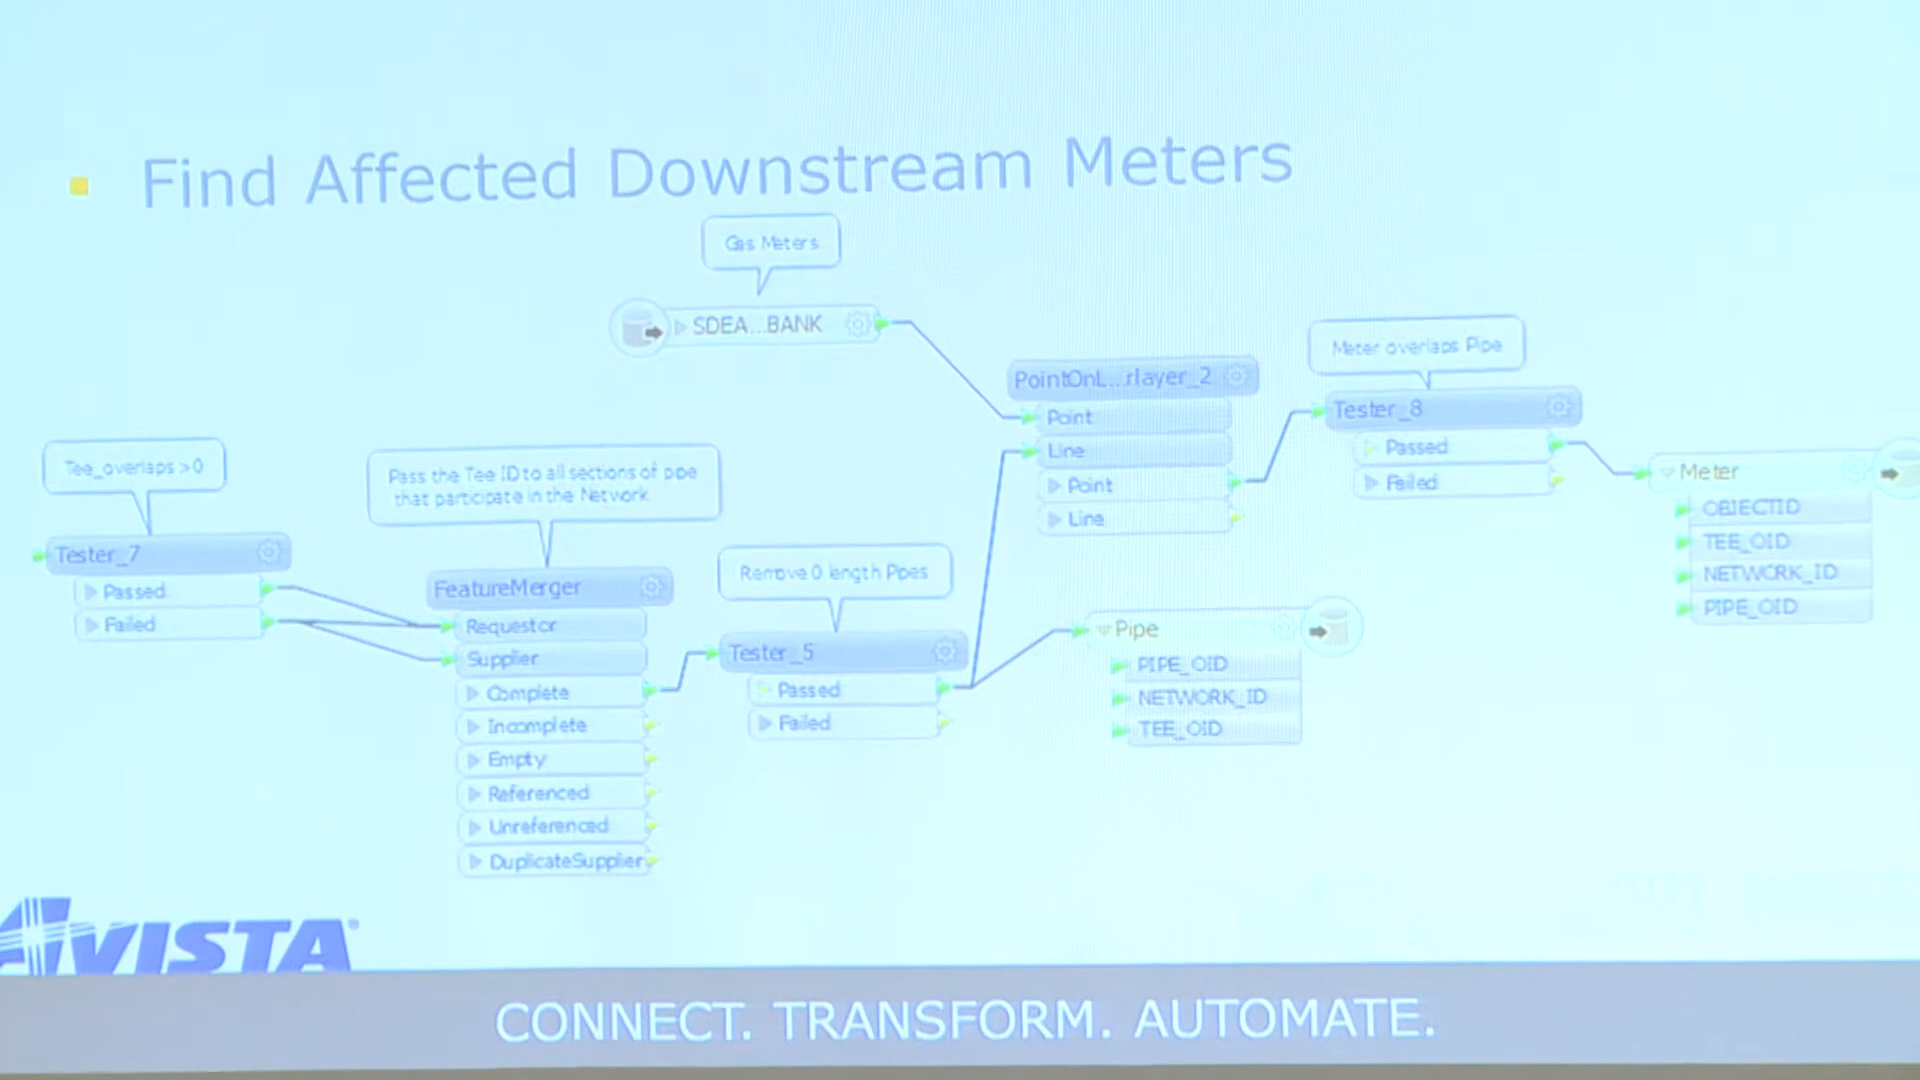 Find Affected Downstream Meters
Gas Meters
SDEA...BANK
PointOnL...rlayer_2
Point
Line
Point
Line
Meter overlaps Pipe
Tester_8
Passed
Failed
Meter
OBJECTID
TEE_OID
NETWORK_ID
PIPE_OID
Tee_overlaps >0
Tester_7
Passed
Failed
Pass the Tee ID to all sections of pipe
that participate in the Network
FeatureMerger
Requestor
Supplier
Complete
Incomplete
Empty
Referenced
Unreferenced
DuplicateSupplier
Remove 0 length Pipes
Tester_5
Passed
Failed
Pipe
PIPE_OID
NETWORK_ID
TEE_OID
AVISTA
CONNECT. TRANSFORM. AUTOMATE.